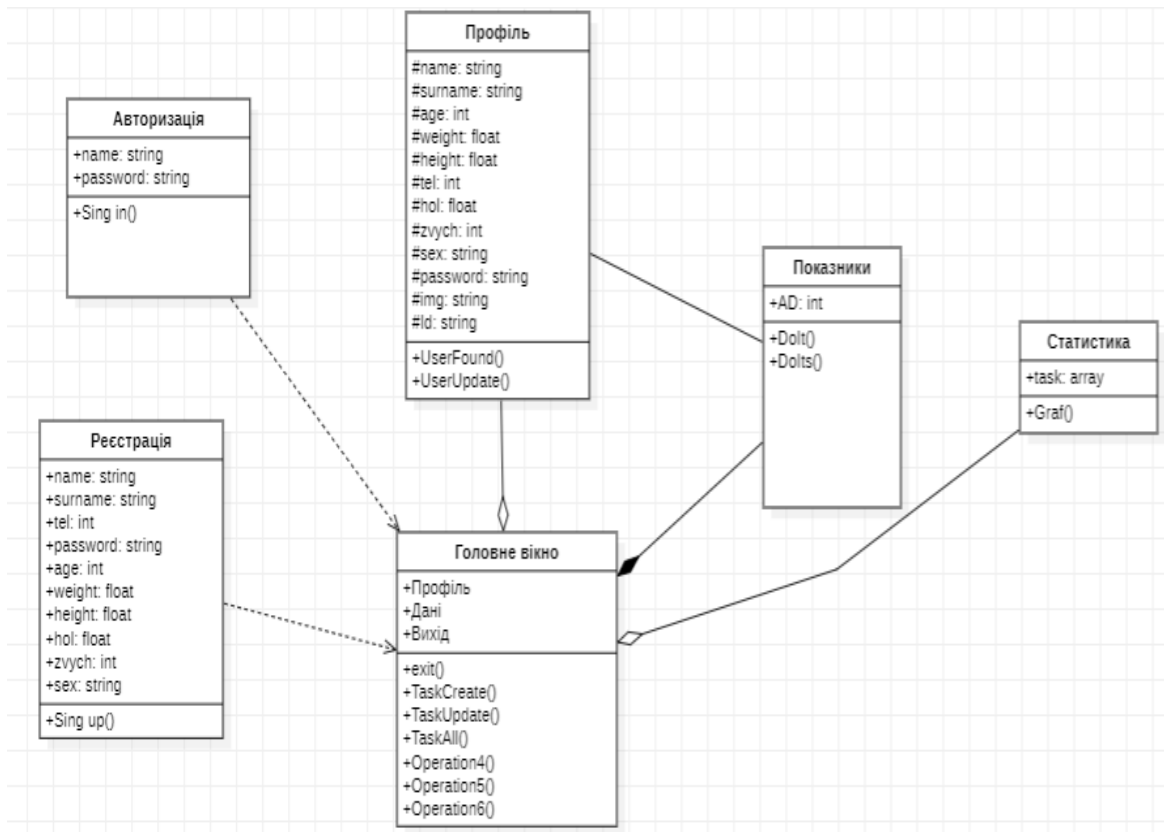 Профіль
#name: string
#surname: string
#age: int
#weight: float
#height: float
#tel: int
#hol: float
#zvych: int
#sex: string
#password: string
#img: string
#Id: string
+UserFound()
+UserUpdate()
Авторизація
+name: string
+password: string
+Sing in()
Показники
+AD: int
+DoIt()
+DoIts()
Статистика
+task: array
+Graf()
Реєстрація
+name: string
+surname: string
+tel: int
+password: string
+age: int
+weight: float
+height: float
+hol: float
+zvych: int
+sex: string
+Sing up()
Головне вікно
+Профіль
+Дані
+Вихід
+exit()
+TaskCreate()
+TaskUpdate()
+TaskAll()
+Operation4()
+Operation5()
+Operation6()